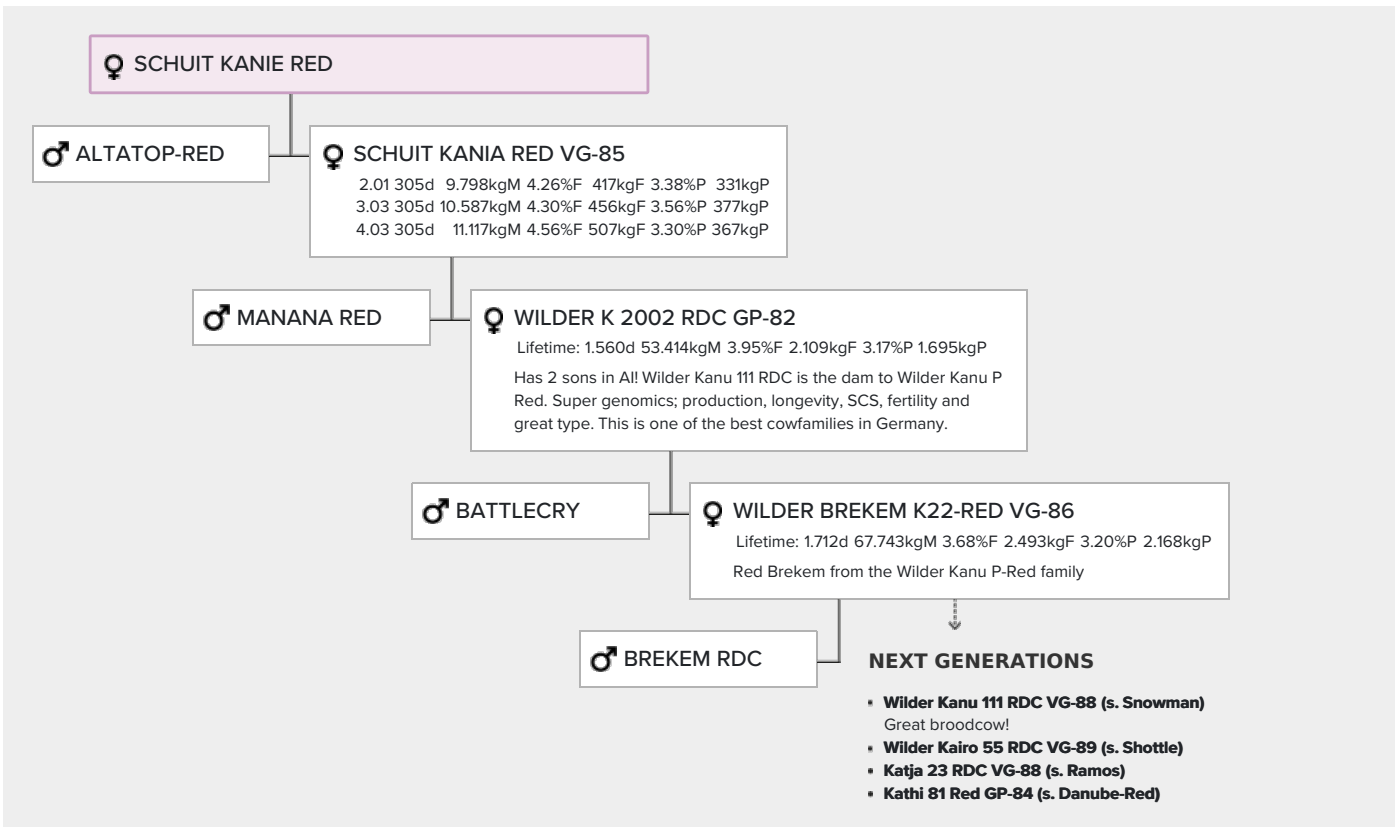 SCHUIT KANIE RED
ALTATOP-RED
SCHUIT KANIA RED VG-85
2.01 305d 9.798kgM 4.26%F 417kgF 3.38%P 331kgP
3.03 305d 10.587kgM 4.30%F 456kgF 3.56%P 377kgP
4.03 305d 11.117kgM 4.56%F 507kgF 3.30%P 367kgP
MANANA RED
WILDER K 2002 RDC GP-82
Lifetime: 1.560d 53.414kgM 3.95%F 2.109kgF 3.17%P 1.695kgP
Has 2 sons in AI! Wilder Kanu 111 RDC is the dam to Wilder Kanu P
Red. Super genomics; production, longevity, SCS, fertility and
great type. This is one of the best cowfamilies in Germany.
BATTLECRY
WILDER BREKEM K22-RED VG-86
Lifetime: 1.712d 67.743kgM 3.68%F 2.493kgF 3.20%P 2.168kgP
Red Brekem from the Wilder Kanu P-Red family
BREKEM RDC
NEXT GENERATIONS
Wilder Kanu 111 RDC VG-88 (s. Snowman)
Great broodcow!
Wilder Kairo 55 RDC VG-89 (s. Shottle)
Katja 23 RDC VG-88 (s. Ramos)
Kathi 81 Red GP-84 (s. Danube-Red)